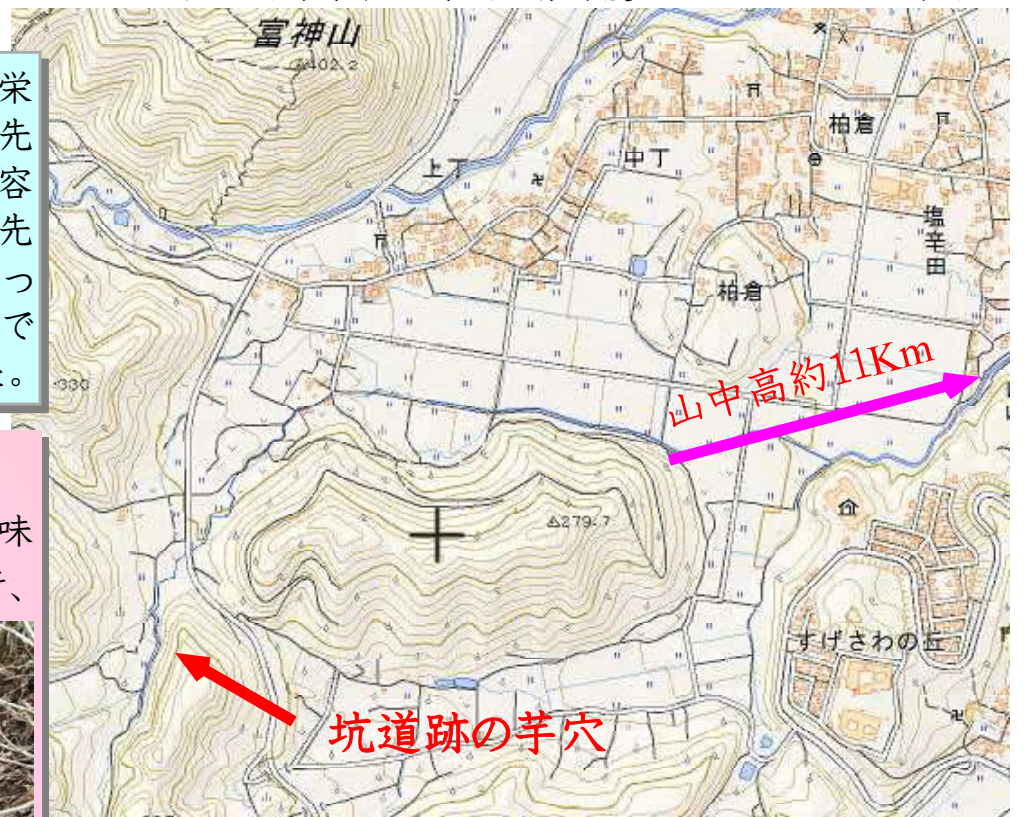 富神山
402.2
栄
先
容
先
つ
で
。
上丁
中丁
柏倉
塩辛田
柏倉
・330
山中高約11Km
味
、
279.7
すげさわの丘
坑道跡の芋穴